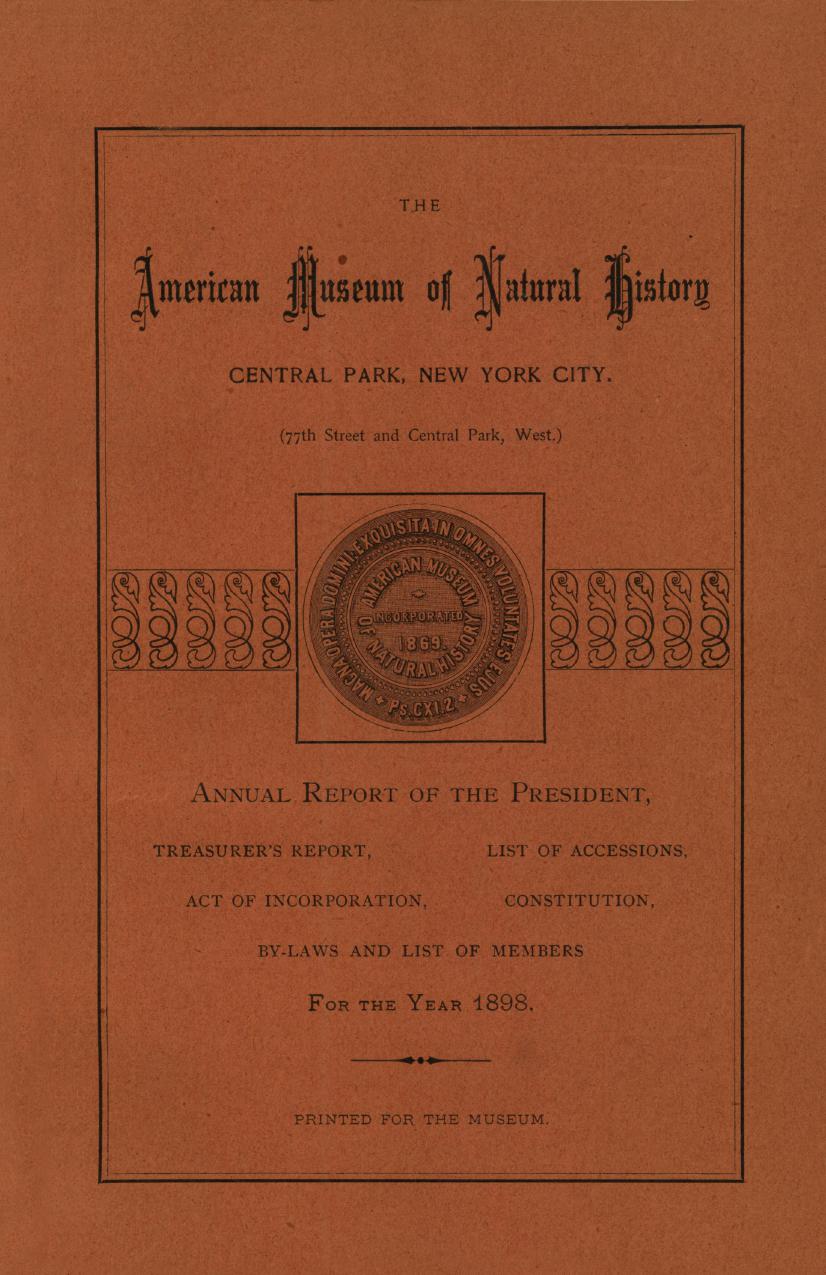 THE
American Museum of Natural History
CENTRAL PARK, NEW YORK CITY.
(77th Street and Central Park, West.)
MAGNA OPERA DOMINI EXQUISITA IN OMNES VOLUNTATES EJUS
Ps. CXI.2.
AMERICAN MUSEUM
INCORPORATED
1869.
OF NATURAL HISTORY
ANNUAL REPORT OF THE PRESIDENT,
TREASURER'S REPORT, LIST OF ACCESSIONS,
ACT OF INCORPORATION, CONSTITUTION,
BY-LAWS AND LIST OF MEMBERS
FOR THE YEAR 1898.
PRINTED FOR THE MUSEUM.